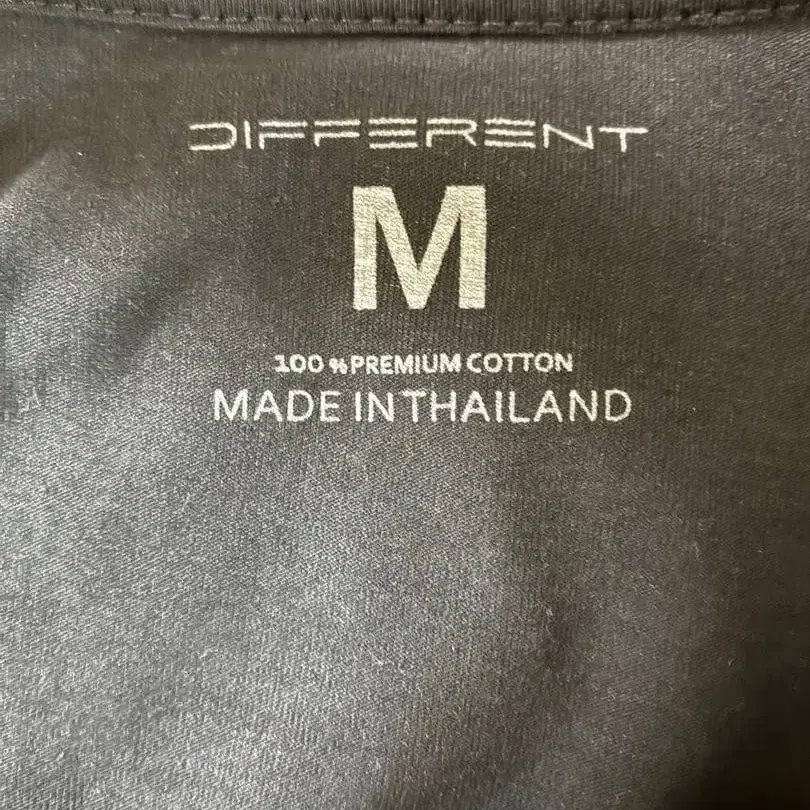 DIFFERENT
M
100 % PREMIUM COTTON
MADE IN THAILAND